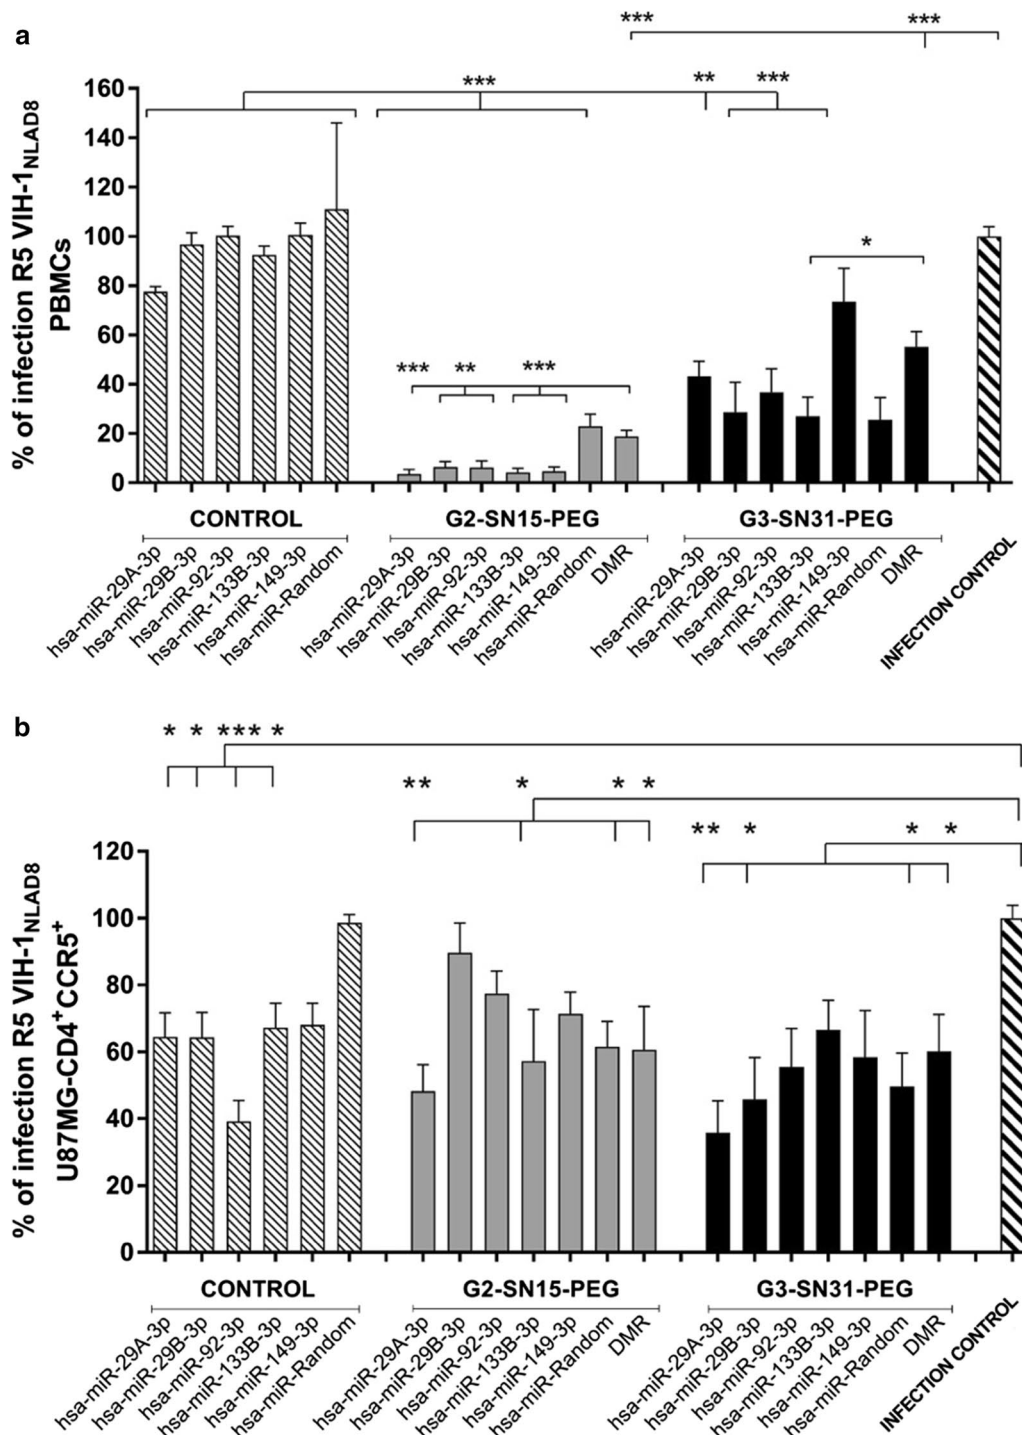 a
*** ***
*** ** ***
160
140
120
100
80
60
40
20
0
% of infection R5 VIH-1NLAD8
PBMCs
*
*** ** ***
CONTROL
G2-SN15-PEG
G3-SN31-PEG
hsa-miR-29A-3p
hsa-miR-29B-3p
hsa-miR-92-3p
hsa-miR-133B-3p
hsa-miR-149-3p
hsa-miR-Random
hsa-miR-29A-3p
hsa-miR-29B-3p
hsa-miR-92-3p
hsa-miR-133B-3p
hsa-miR-149-3p
hsa-miR-Random
DMR
hsa-miR-29A-3p
hsa-miR-29B-3p
hsa-miR-92-3p
hsa-miR-133B-3p
hsa-miR-149-3p
hsa-miR-Random
DMR
INFECTION CONTROL
b
* * *** *
** * * *
** * * *
120
100
80
60
40
20
0
% of infection R5 VIH-1NLAD8
U87MG-CD4+CCR5+
CONTROL
G2-SN15-PEG
G3-SN31-PEG
hsa-miR-29A-3p
hsa-miR-29B-3p
hsa-miR-92-3p
hsa-miR-133B-3p
hsa-miR-149-3p
hsa-miR-Random
hsa-miR-29A-3p
hsa-miR-29B-3p
hsa-miR-92-3p
hsa-miR-133B-3p
hsa-miR-149-3p
hsa-miR-Random
DMR
hsa-miR-29A-3p
hsa-miR-29B-3p
hsa-miR-92-3p
hsa-miR-133B-3p
hsa-miR-149-3p
hsa-miR-Random
DMR
INFECTION CONTROL